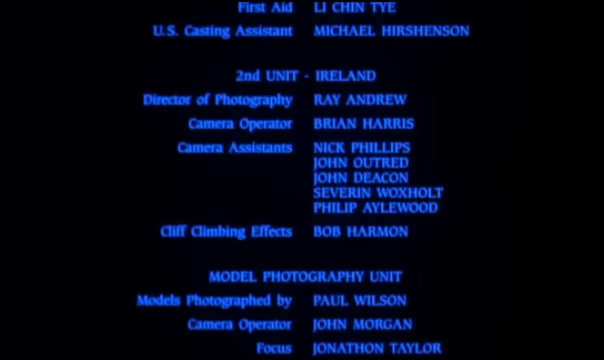 First Aid LI CHIN TYE
U.S. Casting Assistant MICHAEL HIRSHENSON
2nd UNIT - IRELAND
Director of Photography RAY ANDREW
Camera Operator BRIAN HARRIS
Camera Assistants NICK PHILLIPS
JOHN OUTRED
JOHN DEACON
SEVERIN WOXHOLT
PHILIP AYLEWOOD
Cliff Climbing Effects BOB HARMON
MODEL PHOTOGRAPHY UNIT
Models Photographed by PAUL WILSON
Camera Operator JOHN MORGAN
Focus JONATHON TAYLOR